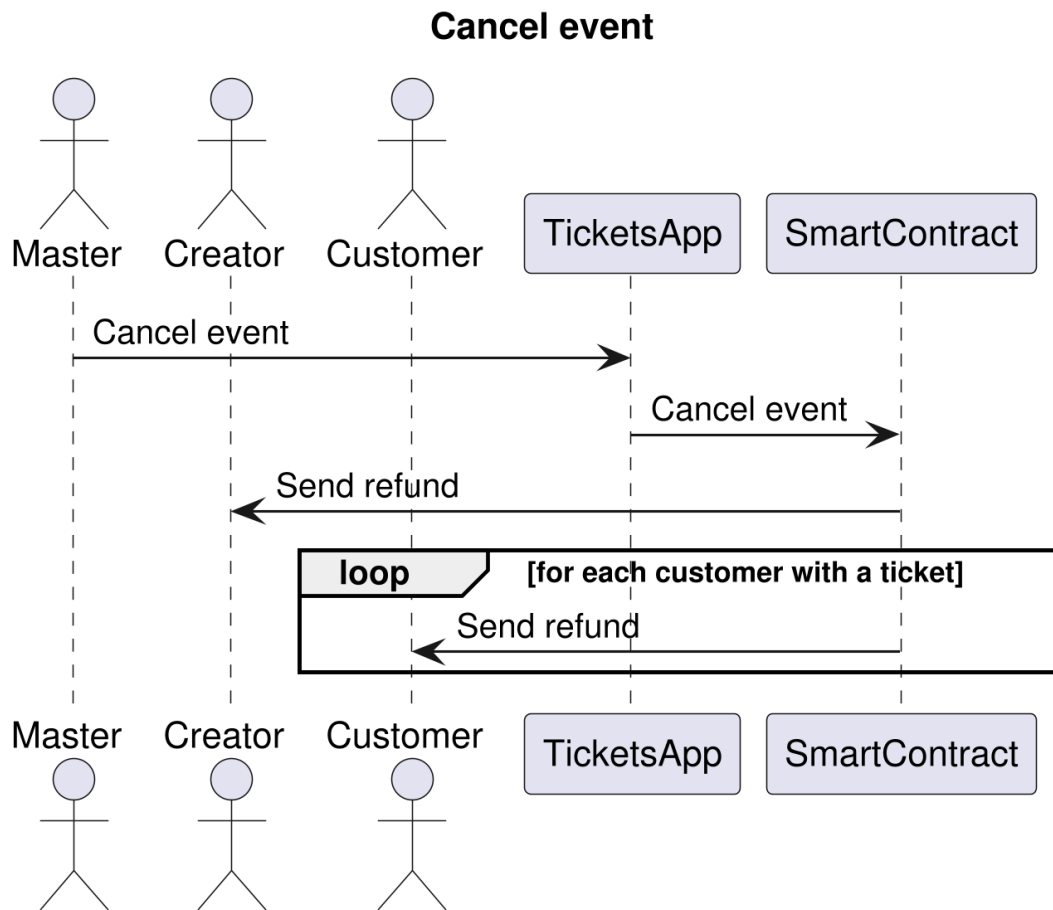 Cancel event
Master Creator Customer TicketsApp SmartContract
Cancel event
Cancel event
Send refund
loop [for each customer with a ticket]
Send refund
Master Creator Customer TicketsApp SmartContract